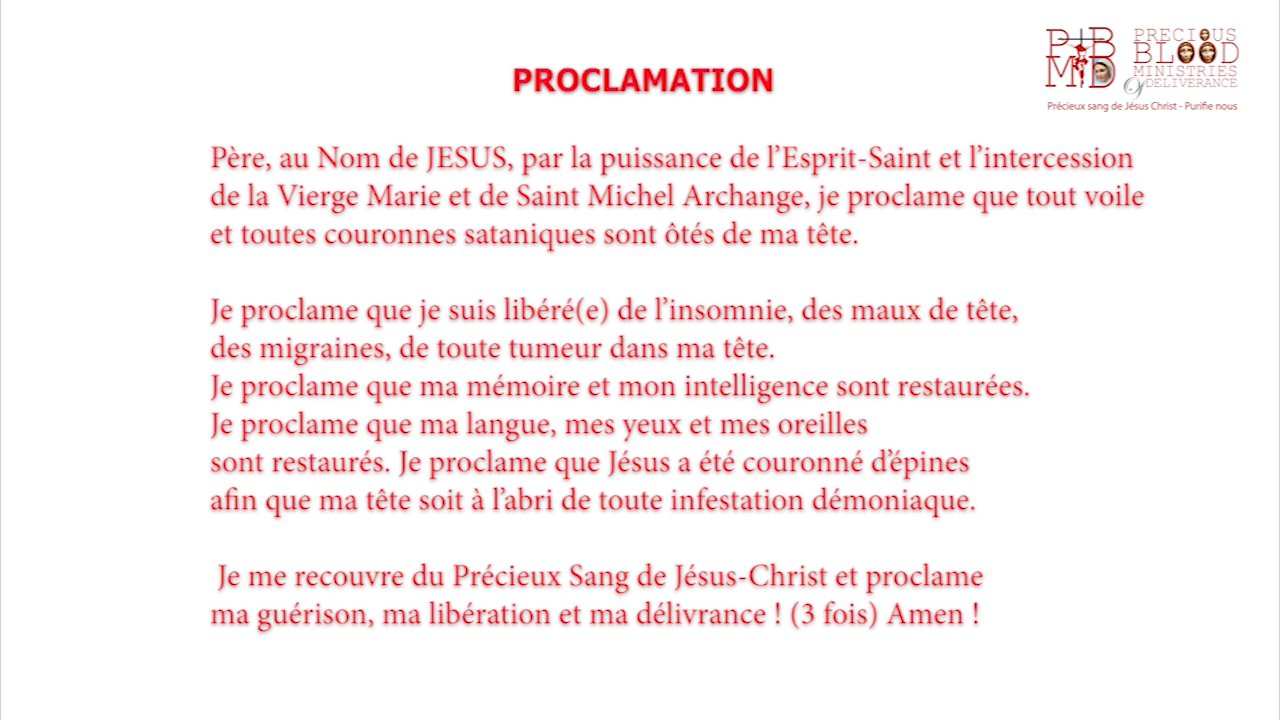 PROCLAMATION
P B
M D
PRECIOUS
BLOOD
MINISTRIES
Of DELIVERANCE
Précieux sang de Jésus Christ - Purifie nous
Père, au Nom de JESUS, par la puissance de l’Esprit-Saint et l’intercession
de la Vierge Marie et de Saint Michel Archange, je proclame que tout voile
et toutes couronnes sataniques sont ôtés de ma tête.
Je proclame que je suis libéré(e) de l’insomnie, des maux de tête,
des migraines, de toute tumeur dans ma tête.
Je proclame que ma mémoire et mon intelligence sont restaurées.
Je proclame que ma langue, mes yeux et mes oreilles
sont restaurés. Je proclame que Jésus a été couronné d’épines
afin que ma tête soit à l’abri de toute infestation démoniaque.
Je me recouvre du Précieux Sang de Jésus-Christ et proclame
ma guérison, ma libération et ma délivrance ! (3 fois) Amen !